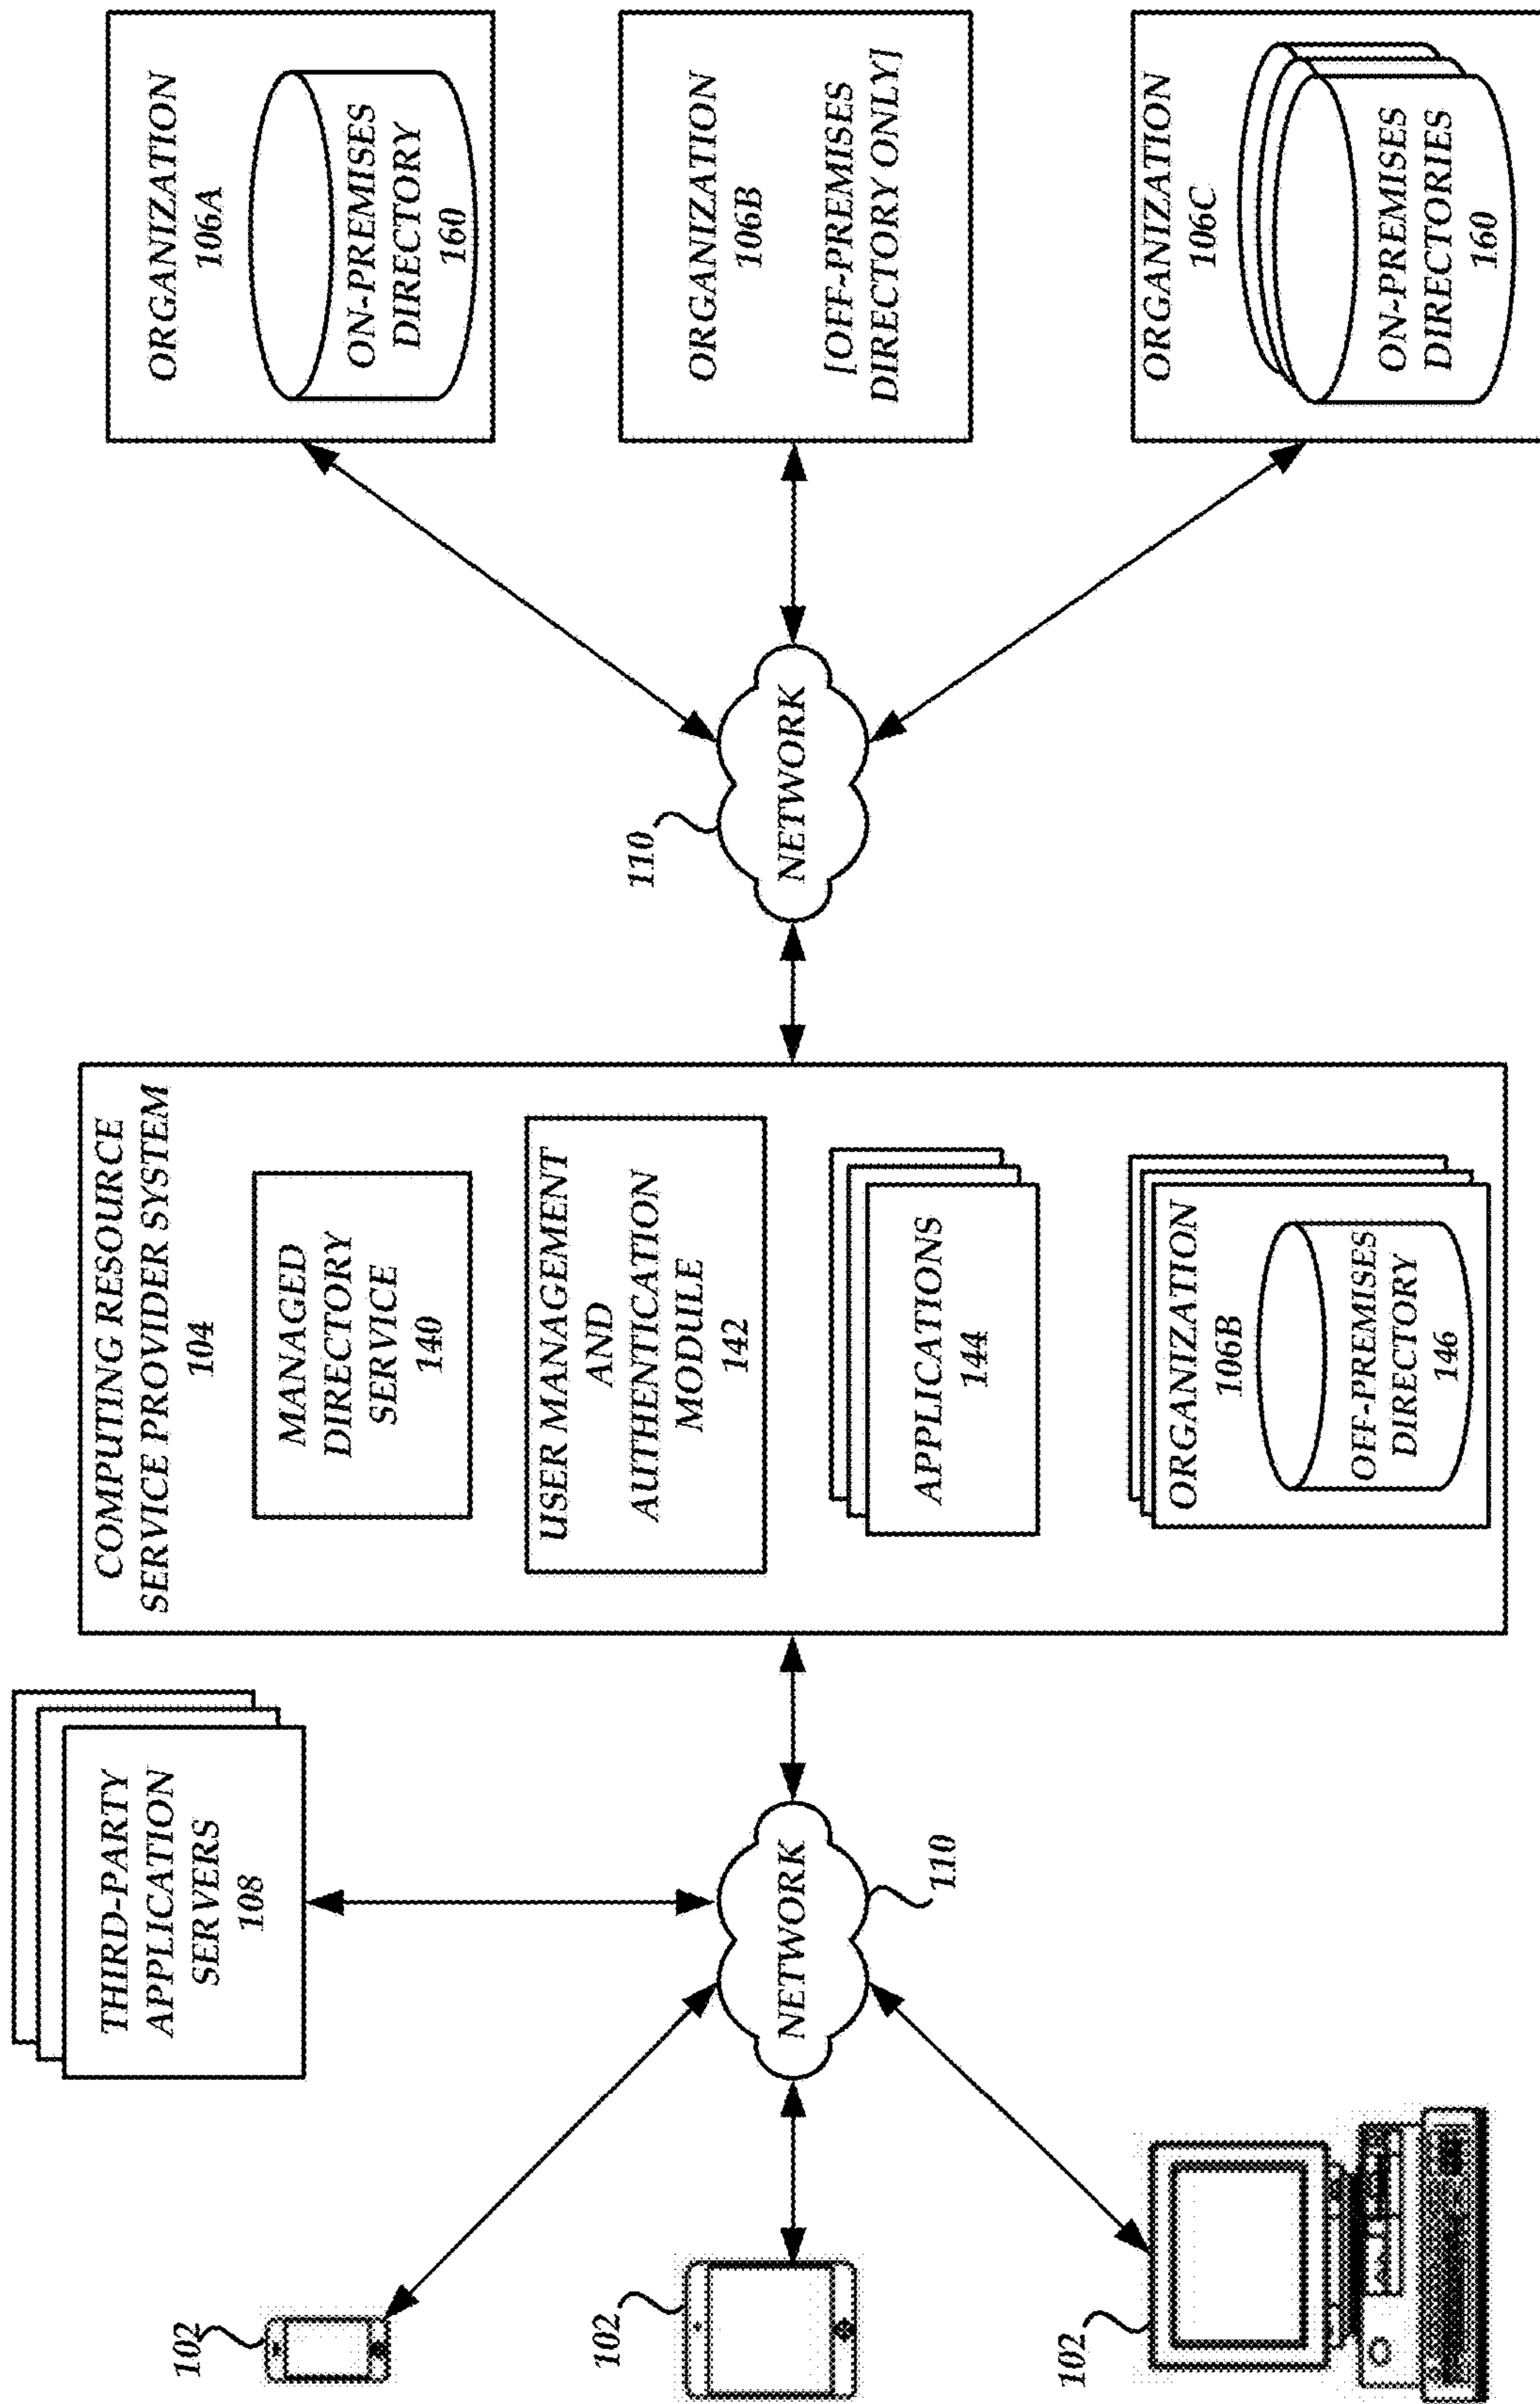 102
102
102
THIRD-PARTY
APPLICATION
SERVERS
108
NETWORK
110
COMPUTING RESOURCE
SERVICE PROVIDER SYSTEM
104
MANAGED
DIRECTORY
SERVICE
140
USER MANAGEMENT
AND
AUTHENTICATION
MODULE
142
APPLICATIONS
144
ORGANIZATION
106B
OFF-PREMISES
DIRECTORY
146
110
NETWORK
ORGANIZATION
106A
ON-PREMISES
DIRECTORY
160
ORGANIZATION
106B
[OFF-PREMISES
DIRECTORY ONLY]
ORGANIZATION
106C
ON-PREMISES
DIRECTORIES
160